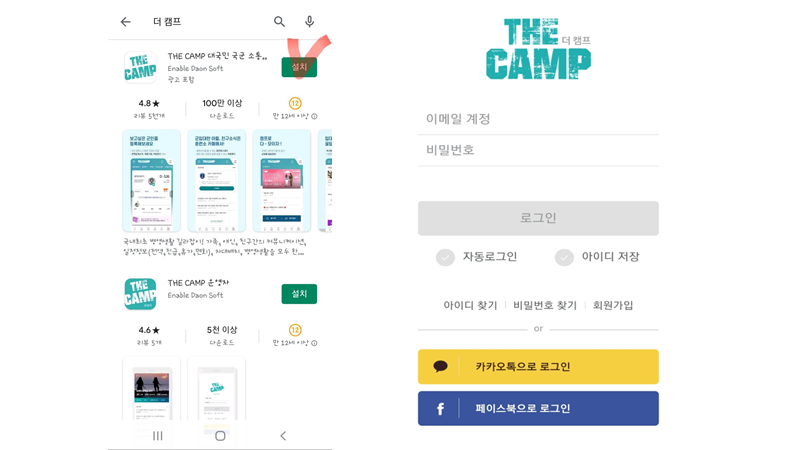 더 캠프
THE CAMP 대국민 국군 소통..
Enable Daon Soft
광고 포함
설치
4.8★
리뷰 5천개
100만 이상
다운로드
12
만 12세 이상
보고싶은 군인을
등록해보세요
군입대한 아들, 친구소식은
훈련소 카페에서!
캠프로
다~ 모이자!
국내최초 병영생활 길라잡이! 가족, 애인, 친구간의 커뮤니케이션,
일정정보(전역,진급,휴가,면회), 자대배치, 병영생활을 모두 한...
THE CAMP
THE CAMP 운영자
Enable Daon Soft
설치
4.6★
리뷰 5개
5천 이상
다운로드
12
만 12세 이상
THE 더 캠프
CAMP
이메일 계정
비밀번호
로그인
자동로그인
아이디 저장
아이디 찾기 | 비밀번호 찾기 | 회원가입
or
카카오톡으로 로그인
페이스북으로 로그인